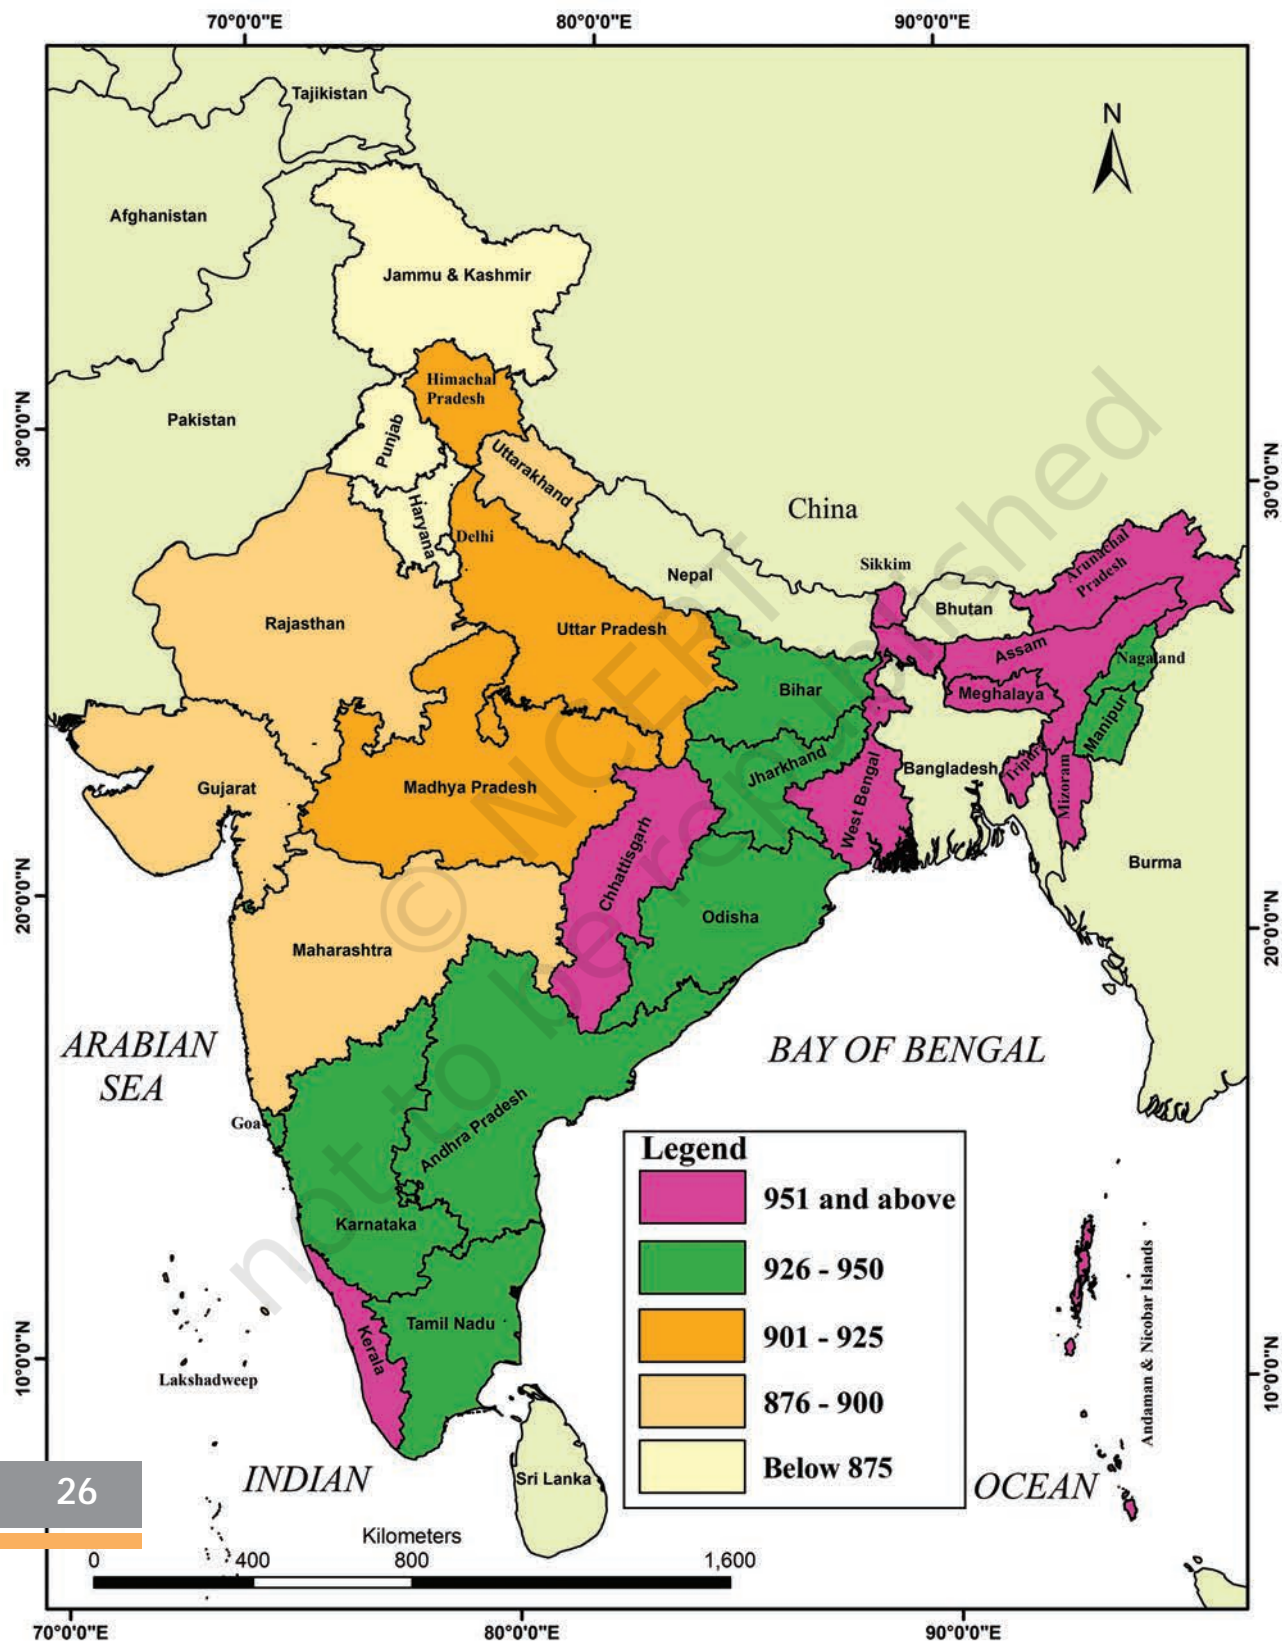 70°0'0"E
80°0'0"E
90°0'0"E
Tajikistan
N
Afghanistan
Jammu & Kashmir
Himachal
Pradesh
Pakistan
Punjab
30°0'0"N
Uttarakhand
30°0'0"N
Haryana
China
Delhi
Sikkim
Arunachal
Pradesh
Nepal
Bhutan
Rajasthan
Uttar Pradesh
Assam
Nagaland
Bihar
Meghalaya
Manipur
Jharkhand
Gujarat
Madhya Pradesh
Bangladesh
Tripura
Mizoram
West Bengal
Chhattisgarh
Burma
20°0'0"N
Odisha
20°0'0"N
Maharashtra
© NCERT
not to be republished
ARABIAN
SEA
BAY OF BENGAL
Goa
Andhra Pradesh
Legend
951 and above
Karnataka
926 - 950
Andaman & Nicobar Islands
Tamil Nadu
901 - 925
Kerala
10°0'0"N
10°0'0"N
Lakshadweep
876 - 900
Below 875
INDIAN
Sri Lanka
OCEAN
26
Kilometers
0
400
800
1,600
70°0'0"E
80°0'0"E
90°0'0"E